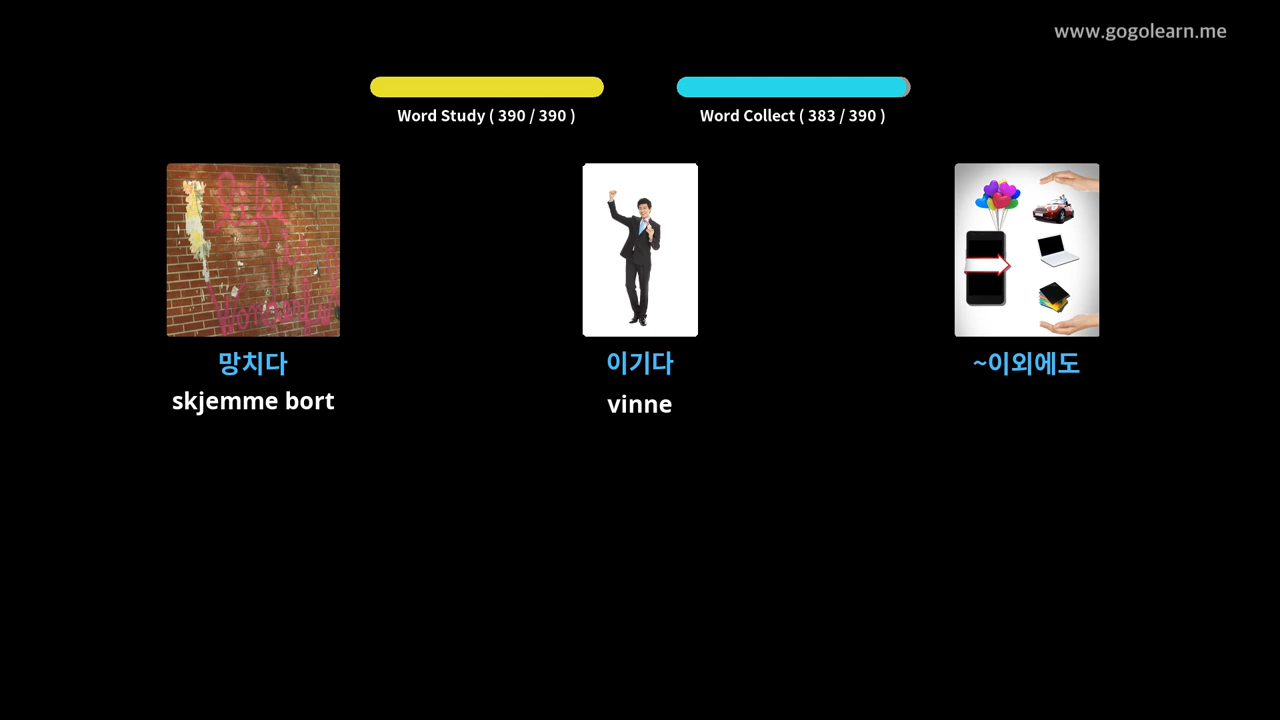 www.gogolearn.me
Word Study ( 390 / 390 )
Word Collect ( 383 / 390 )
망치다
이기다
~이외에도
skjemme bort
vinne